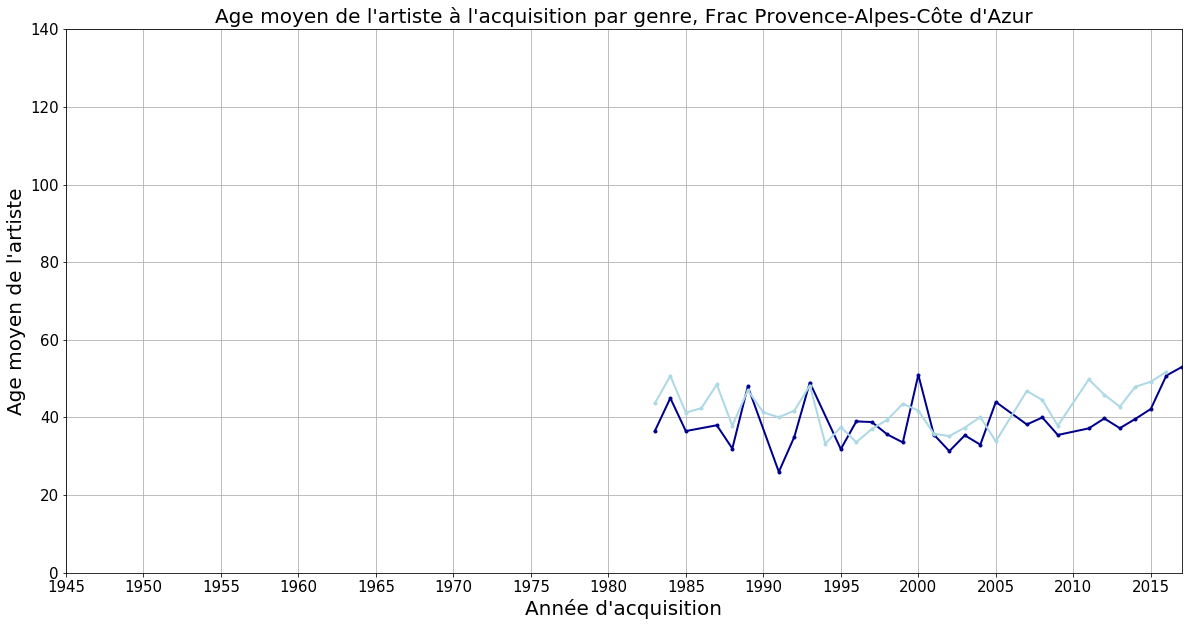 Age moyen de l'artiste à l'acquisition par genre, Frac Provence-Alpes-Côte d'Azur
140
120
100
80
60
40
20
0
Age moyen de l'artiste
1945 1950 1955 1960 1965 1970 1975 1980 1985 1990 1995 2000 2005 2010 2015
Année d'acquisition